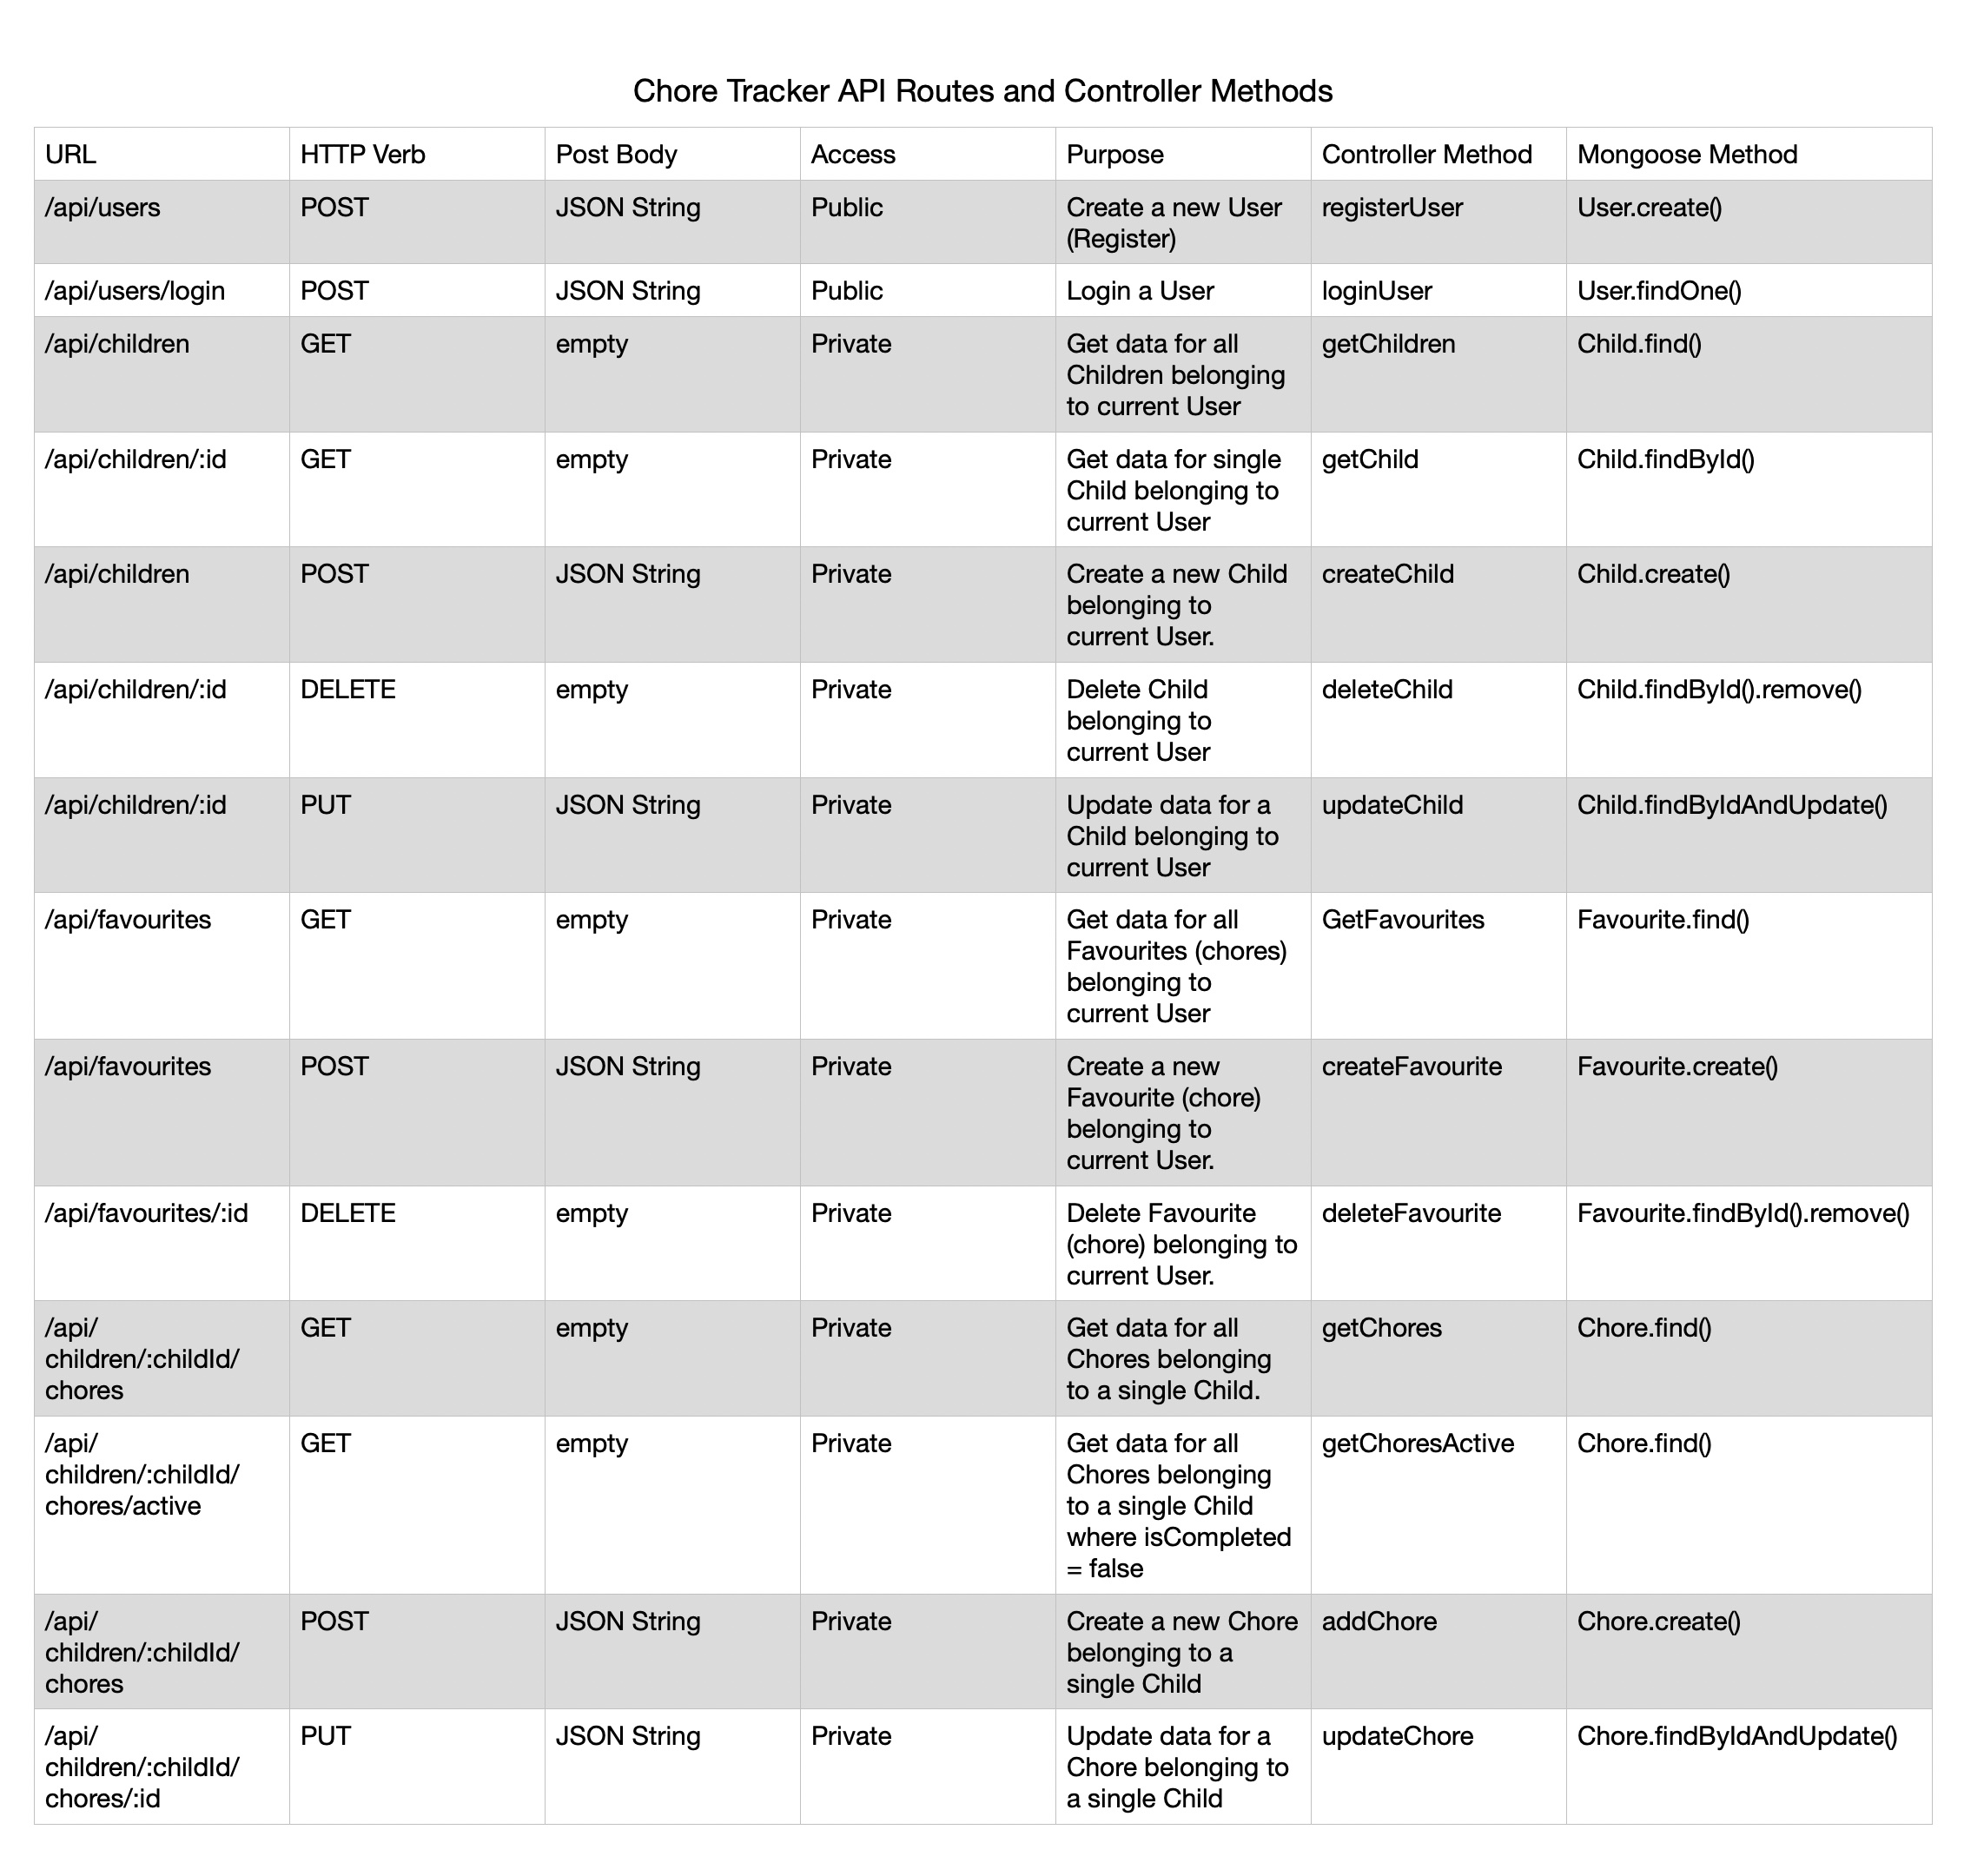 Chore Tracker API Routes and Controller Methods
URL HTTP Verb Post Body Access Purpose Controller Method Mongoose Method
/api/users POST JSON String Public Create a new User registerUser User.create()
(Register)
/api/users/login POST JSON String Public Login a User loginUser User.findOne()
/api/children GET empty Private Get data for all getChildren Child.find()
Children belonging
to current User
/api/children/:id GET empty Private Get data for single getChild Child.findById()
Child belonging to
current User
/api/children POST JSON String Private Create a new Child createChild Child.create()
belonging to
current User.
/api/children/:id DELETE empty Private Delete Child deleteChild Child.findById().remove()
belonging to
current User
/api/children/:id PUT JSON String Private Update data for a updateChild Child.findByIdAndUpdate()
Child belonging to
current User
/api/favourites GET empty Private Get data for all GetFavourites Favourite.find()
Favourites (chores)
belonging to
current User
/api/favourites POST JSON String Private Create a new createFavourite Favourite.create()
Favourite (chore)
belonging to
current User.
/api/favourites/:id DELETE empty Private Delete Favourite deleteFavourite Favourite.findById().remove()
(chore) belonging to
current User.
/api/ GET empty Private Get data for all getChores Chore.find()
children/:childId/ Chores belonging
chores to a single Child.
/api/ GET empty Private Get data for all getChoresActive Chore.find()
children/:childId/ Chores belonging
chores/active to a single Child
where isCompleted
= false
/api/ POST JSON String Private Create a new Chore addChore Chore.create()
children/:childId/ belonging to a
chores single Child
/api/ PUT JSON String Private Update data for a updateChore Chore.findByIdAndUpdate()
children/:childId/ Chore belonging to
chores/:id a single Child